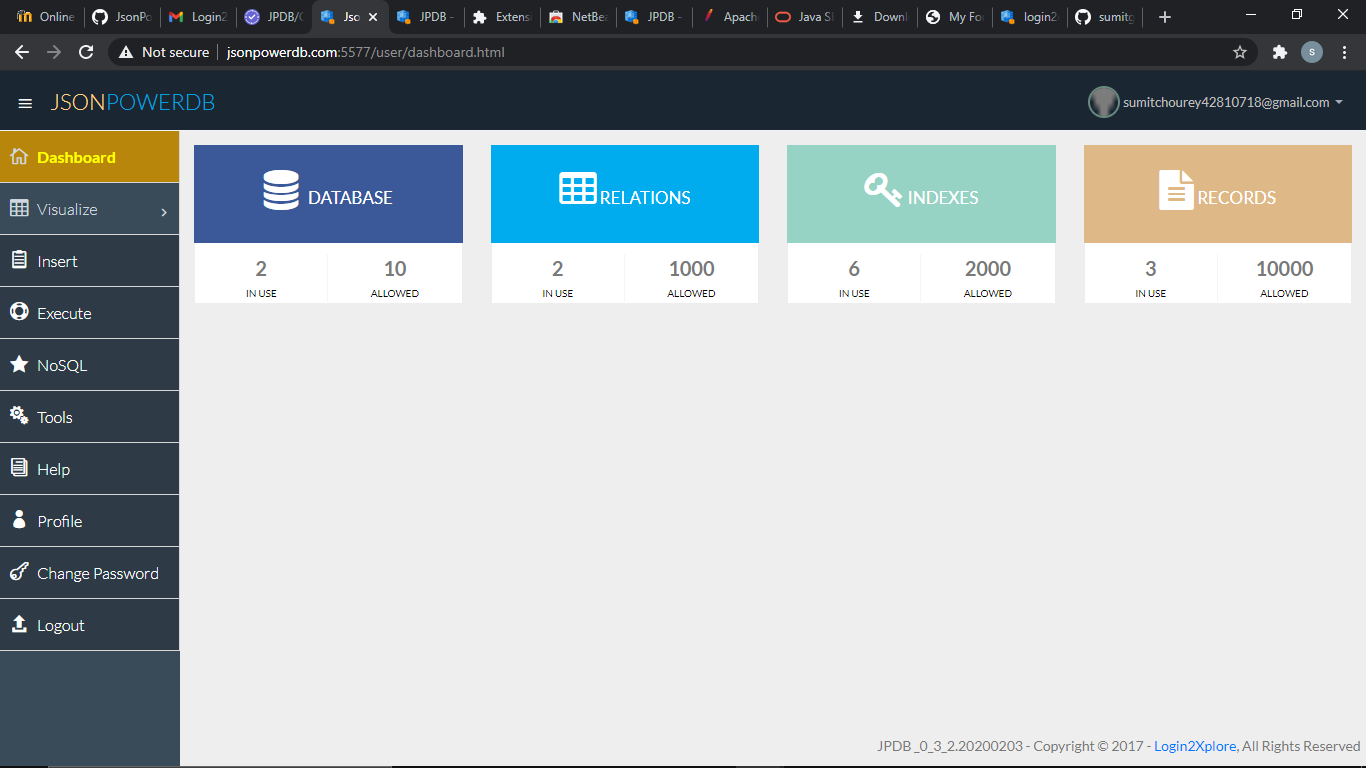 Online
JsonPo
Login2
JPDB/
Jso
JPDB -
Extens
NetBea
JPDB -
Apach
Java S
Downl
My Fo
login2
sumitg
Not secure
jsonpowerdb.com:5577/user/dashboard.html
S
JSONPOWERDB
sumitchourey42810718@gmail.com
Dashboard
Visualize
Insert
Execute
NoSQL
Tools
Help
Profile
Change Password
Logout
DATABASE
2 10
IN USE ALLOWED
RELATIONS
2 1000
IN USE ALLOWED
INDEXES
6 2000
IN USE ALLOWED
RECORDS
3 10000
IN USE ALLOWED
JPDB _0_3_2.20200203 - Copyright © 2017 - Login2Xplore, All Rights Reserved